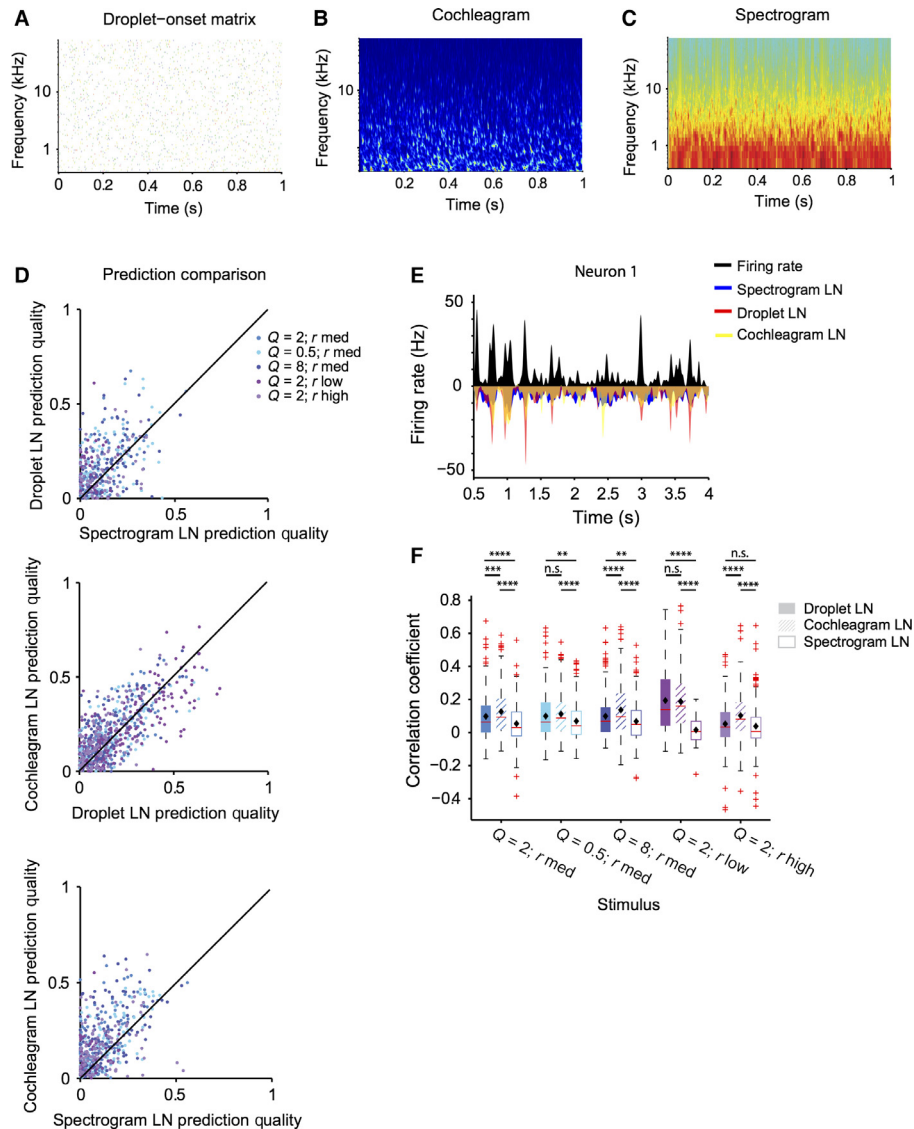 A
Droplet−onset matrix
Frequency (kHz)
10
1
0 0.2 0.4 0.6 0.8 1
Time (s)
B
Cochleagram
Frequency (kHz)
10
0.2 0.4 0.6 0.8 1
Time (s)
C
Spectrogram
Frequency (kHz)
10
1
0 0.2 0.4 0.6 0.8 1
Time (s)
D
Prediction comparison
Droplet LN prediction quality
1
0.5
0
0.5 1
Spectrogram LN prediction quality
Q = 2; r med
Q = 0.5; r med
Q = 8; r med
Q = 2; r low
Q = 2; r high
Cochleagram LN prediction quality
1
0.5
0
0.5 1
Droplet LN prediction quality
Cochleagram LN prediction quality
1
0.5
0
0.5 1
Spectrogram LN prediction quality
E
Neuron 1
Firing rate
Spectrogram LN
Droplet LN
Cochleagram LN
Firing rate (Hz)
50
0
−50
0.5 1 1.5 2 2.5 3 3.5 4
Time (s)
F
**** ** ** **** n.s.
*** n.s. **** n.s. ****
**** **** **** **** ****
Droplet LN
Cochleagram LN
Spectrogram LN
Correlation coefficient
0.8
0.6
0.4
0.2
0
−0.2
−0.4
Q = 2; r med
Q = 0.5; r med
Q = 8; r med
Q = 2; r low
Q = 2; r high
Stimulus